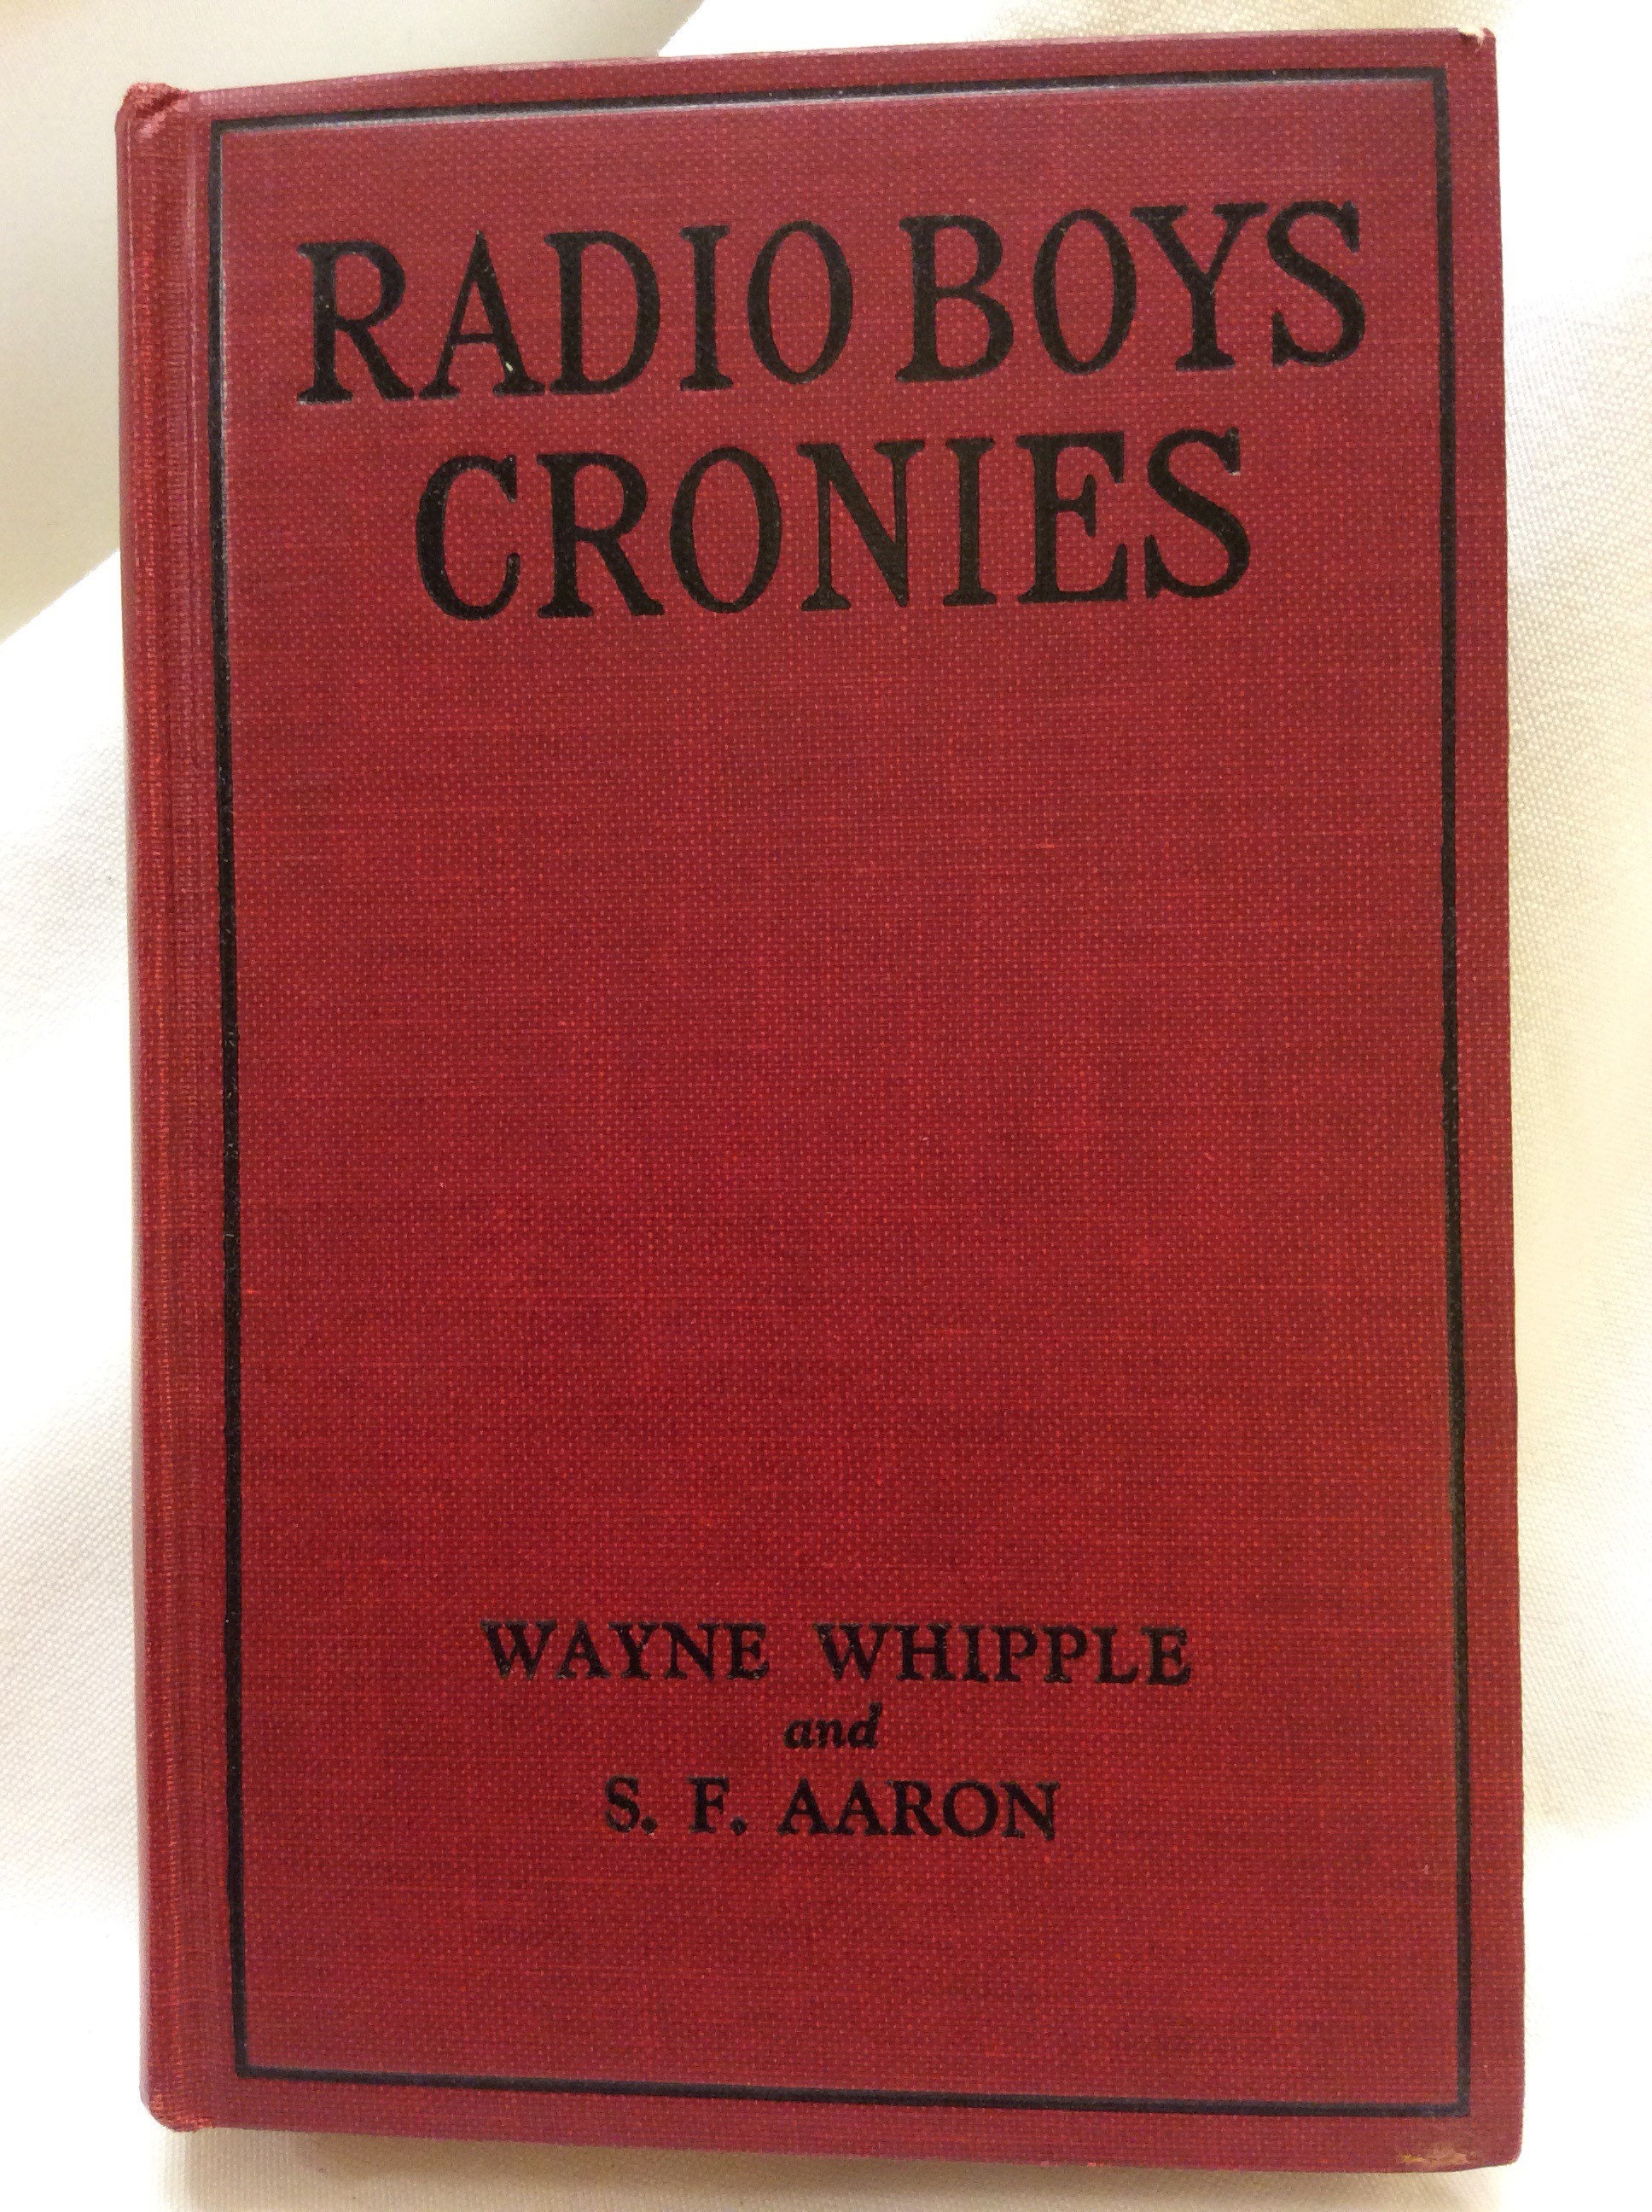 RADIO BOYS
CRONIES
WAYNE WHIPPLE
and
S. F. AARON